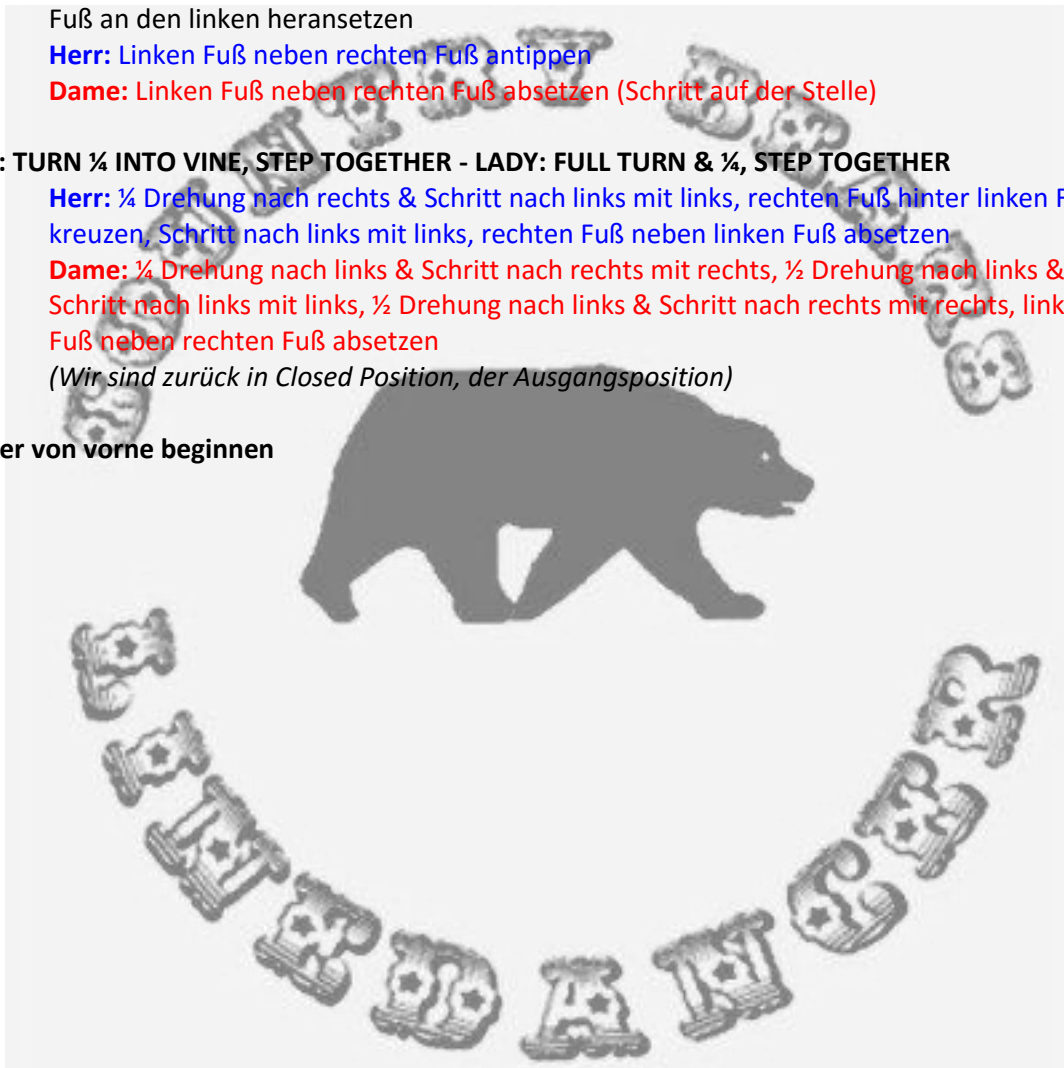 Fuß an den linken heransetzen
Herr: Linken Fuß neben rechten Fuß antippen
Dame: Linken Fuß neben rechten Fuß absetzen (Schritt auf der Stelle)
: TURN ¼ INTO VINE, STEP TOGETHER - LADY: FULL TURN & ¼, STEP TOGETHER
Herr: ¼ Drehung nach rechts & Schritt nach links mit links, rechten Fuß hinter linken F
kreuzen, Schritt nach links mit links, rechten Fuß neben linken Fuß absetzen
Dame: ¼ Drehung nach links & Schritt nach rechts mit rechts, ½ Drehung nach links &
Schritt nach links mit links, ½ Drehung nach links & Schritt nach rechts mit rechts, link
Fuß neben rechten Fuß absetzen
(Wir sind zurück in Closed Position, der Ausgangsposition)
er von vorne beginnen
COUNTRY BEARS
LINEDANCER